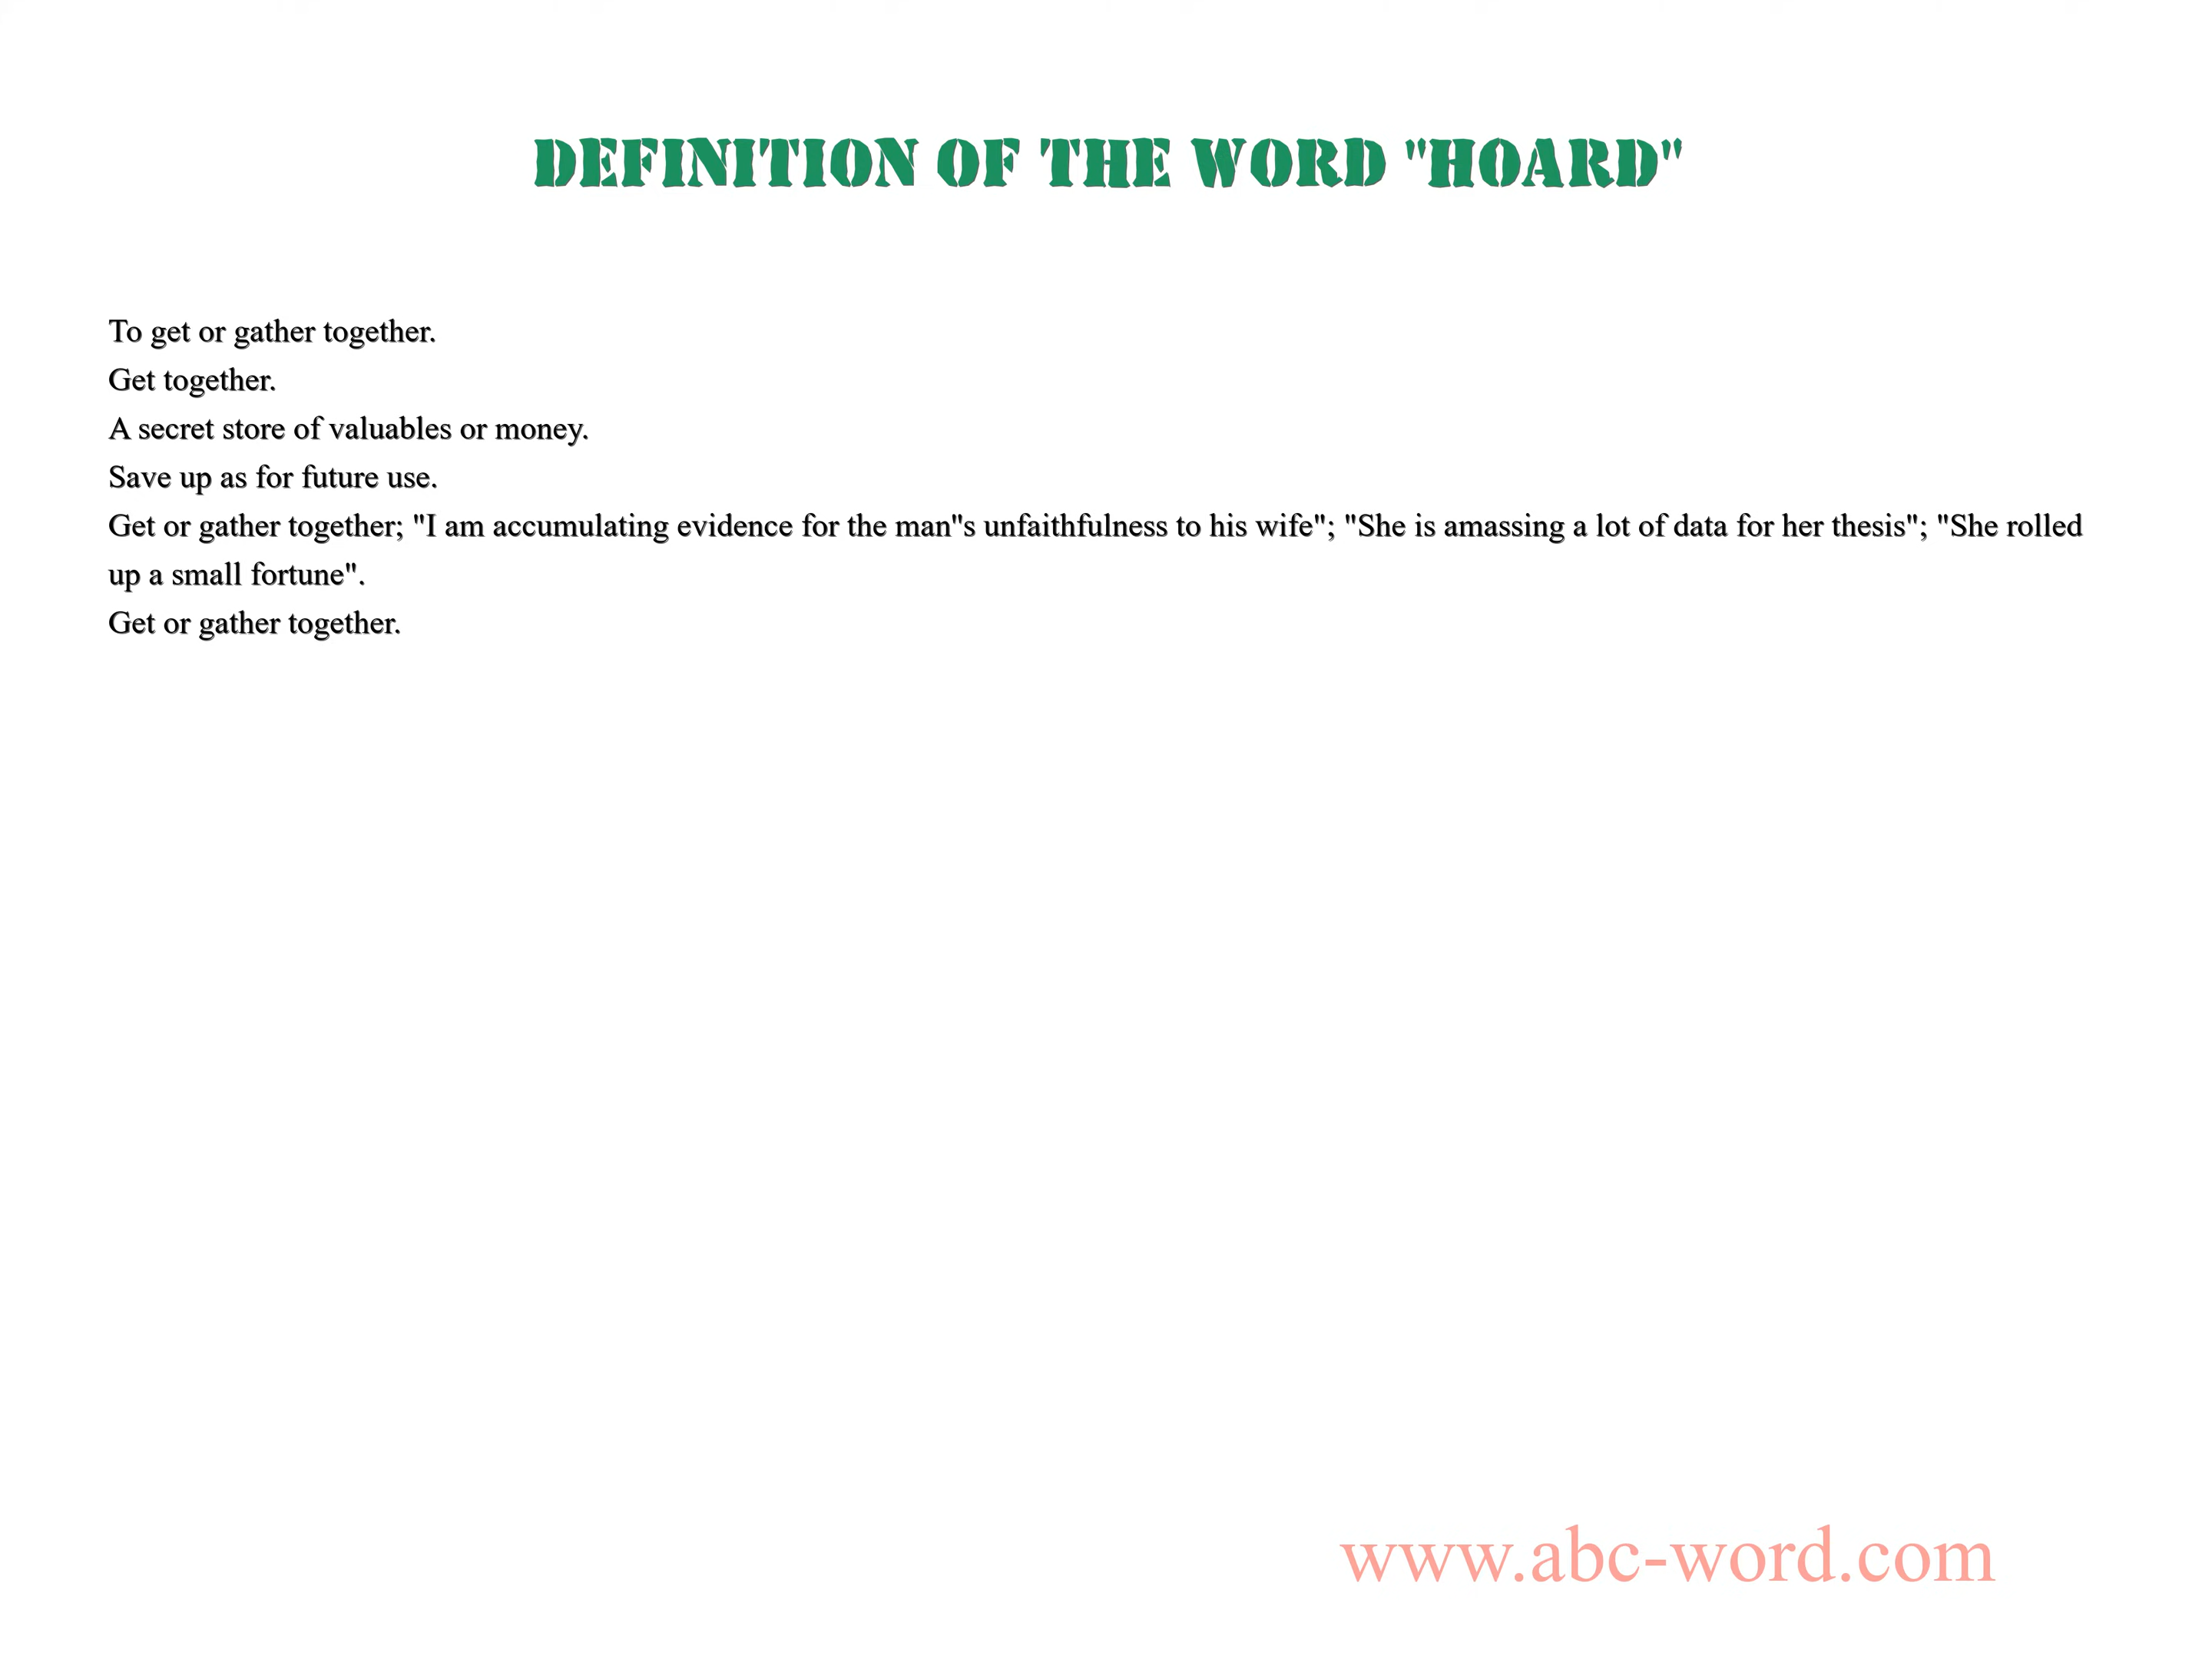 DEFINITION OF THE WORD "HOARD"
To get or gather together.
Get together.
A secret store of valuables or money.
Save up as for future use.
Get or gather together; "I am accumulating evidence for the man"s unfaithfulness to his wife"; "She is amassing a lot of data for her thesis"; "She rolled
up a small fortune".
Get or gather together.
www.abc-word.com